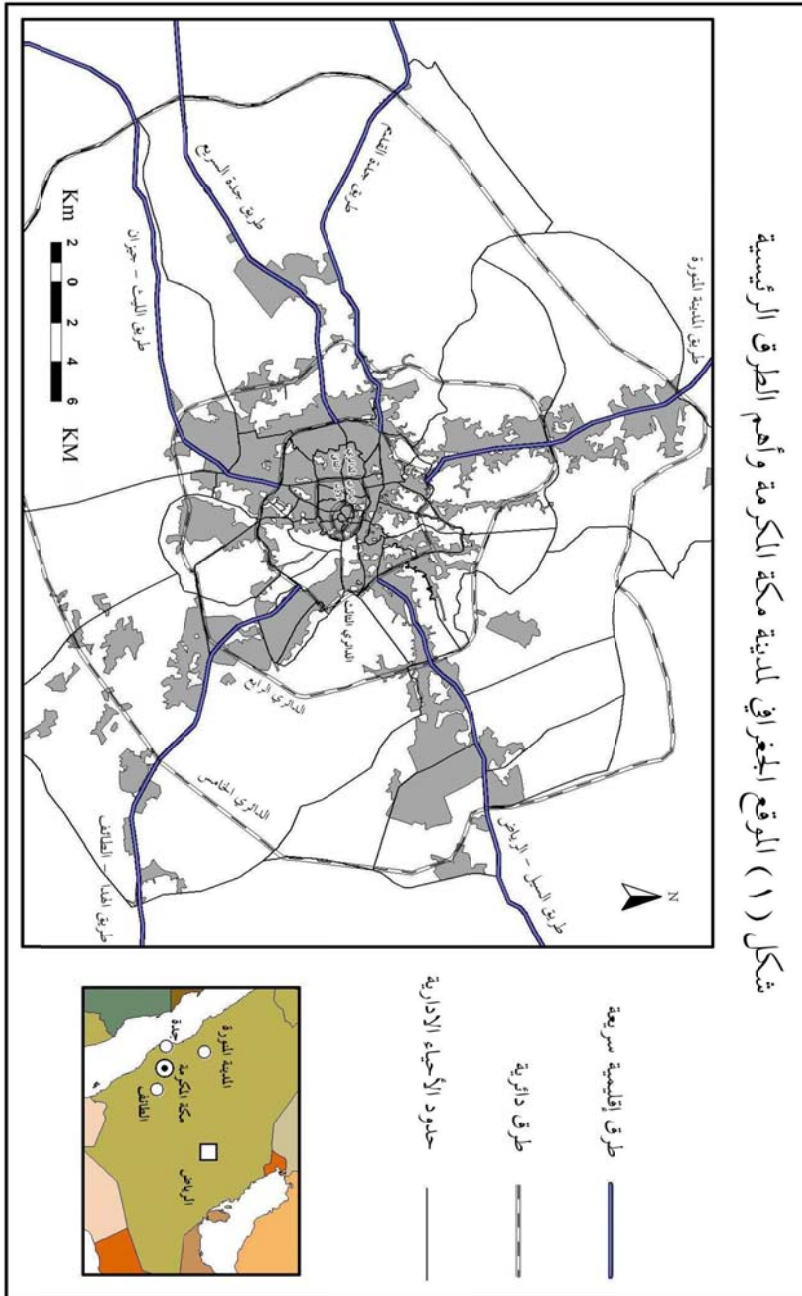 شكل ( ١ ) الموقع الجغرافي لمدينة مكة المكرمة وأهم الطرق الرئيسية
طريق المدينة المنورة
طريق جدة القديم
طريق جدة السريع
طريق الليث - جيزان
الدائري الثالث
الدائري الرابع
الدائري الخامس
طريق السيل - الرياض
طريق الهدا - الطائف
N
Km 2 0 2 4 6 KM
طرق إقليمية سريعة
طرق دائرية
حدود الأحياء الادارية
المدينة المنورة
جدة
مكة المكرمة
الطائف
الرياض